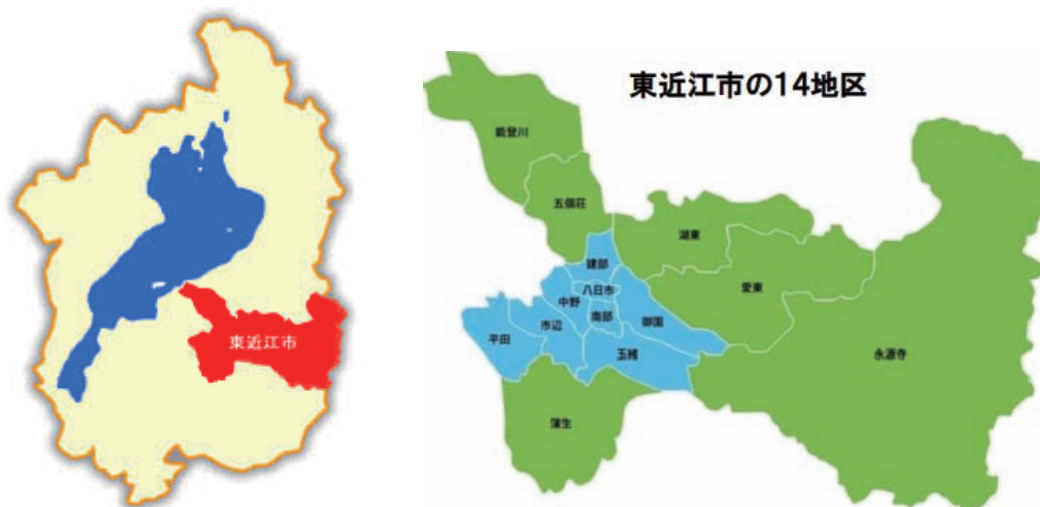 東近江市
東近江市の14地区
能登川
五個荘
湖東
建部
八日市
愛東
中野
南部
御園
市辺
平田
玉緒
永源寺
蒲生